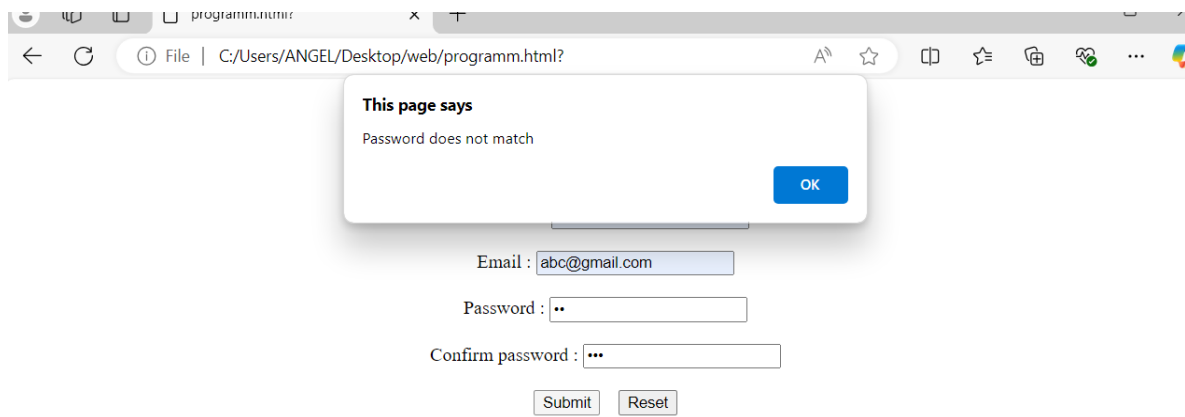 programm.html?
File | C:/Users/ANGEL/Desktop/web/programm.html?
This page says
Password does not match
OK
Email : abc@gmail.com
Password : ••
Confirm password : •••
Submit Reset